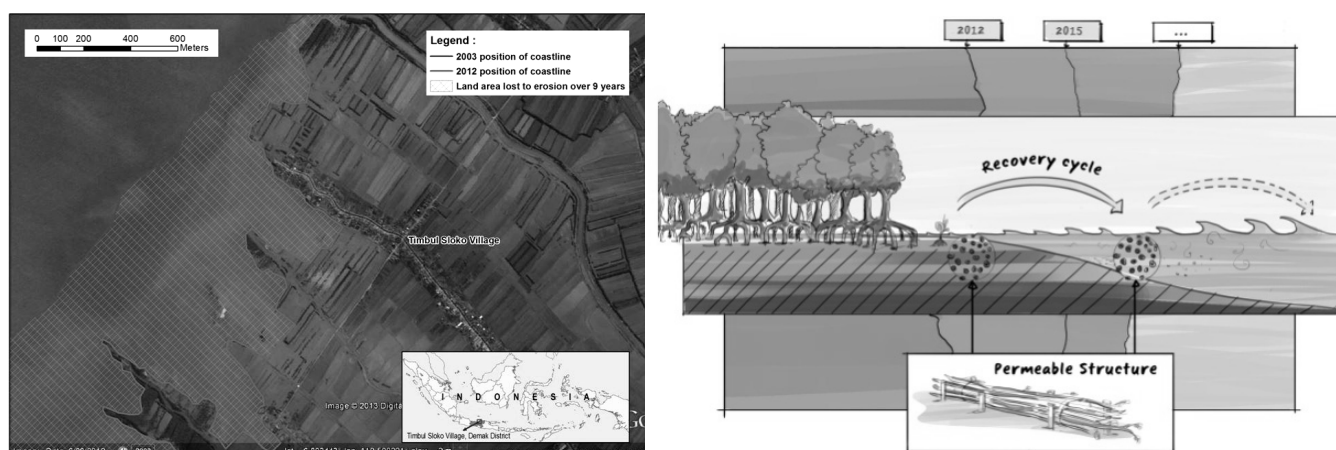 0 100 200 400 600
Meters
Legend :
2003 position of coastline
2012 position of coastline
Land area lost to erosion over 9 years
Timbul Sloko Village
Image © 2013 Digita
INDONESIA
Timbul Sloko Village, Demak District
2012
2015
...
Recovery cycle
Permeable Structure